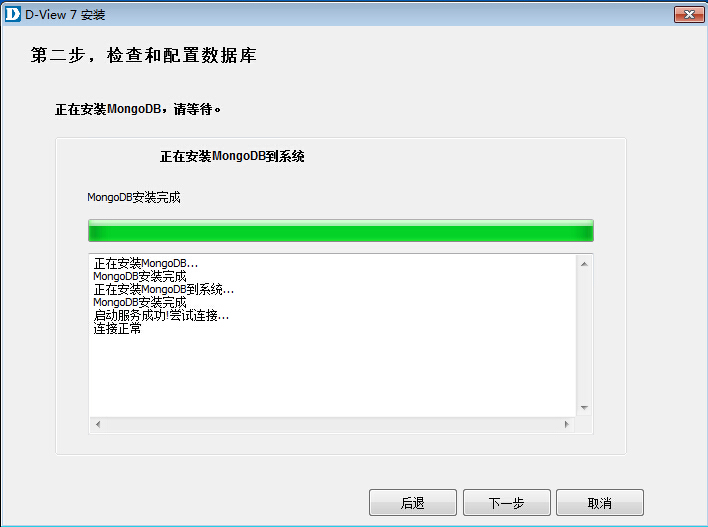 D-View 7 安装
第二步，检查和配置数据库
正在安装MongoDB，请等待。
正在安装MongoDB到系统
MongoDB安装完成
正在安装MongoDB...
MongoDB安装完成
正在安装MongoDB到系统...
MongoDB安装完成
启动服务成功!尝试连接...
连接正常
后退
下一步
取消